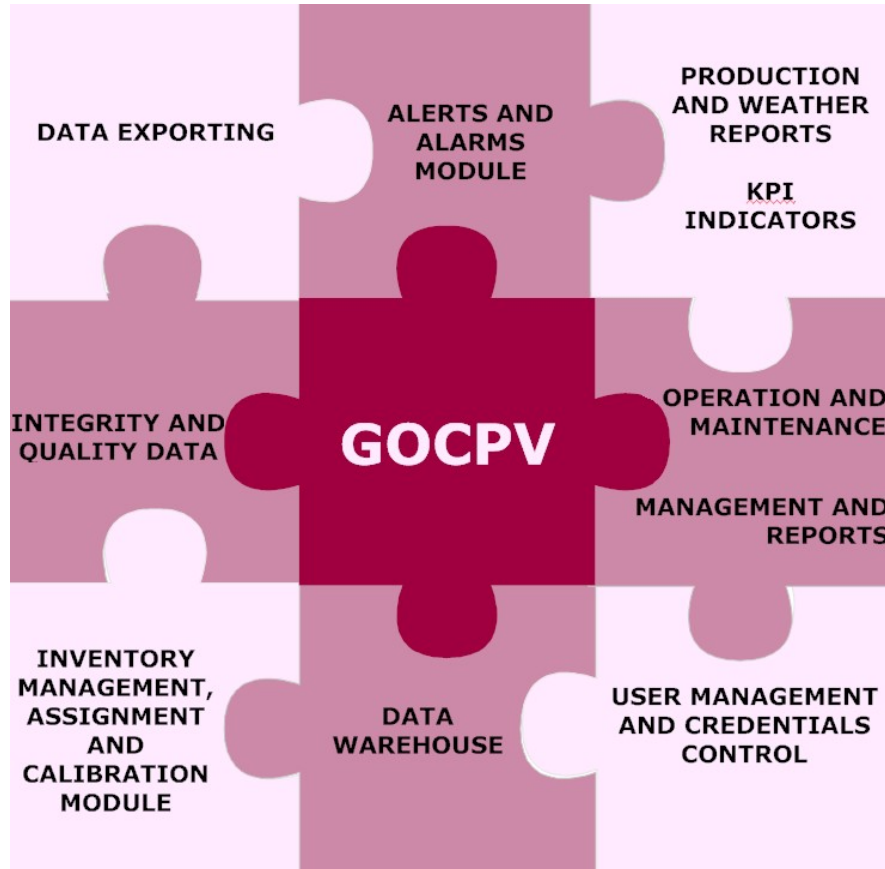 DATA EXPORTING
ALERTS AND
ALARMS
MODULE
PRODUCTION
AND WEATHER
REPORTS
KPI
INDICATORS
INTEGRITY AND
QUALITY DATA
GOCPV
OPERATION AND
MAINTENANCE
MANAGEMENT AND
REPORTS
INVENTORY
MANAGEMENT,
ASSIGNMENT
AND
CALIBRATION
MODULE
DATA
WAREHOUSE
USER MANAGEMENT
AND CREDENTIALS
CONTROL